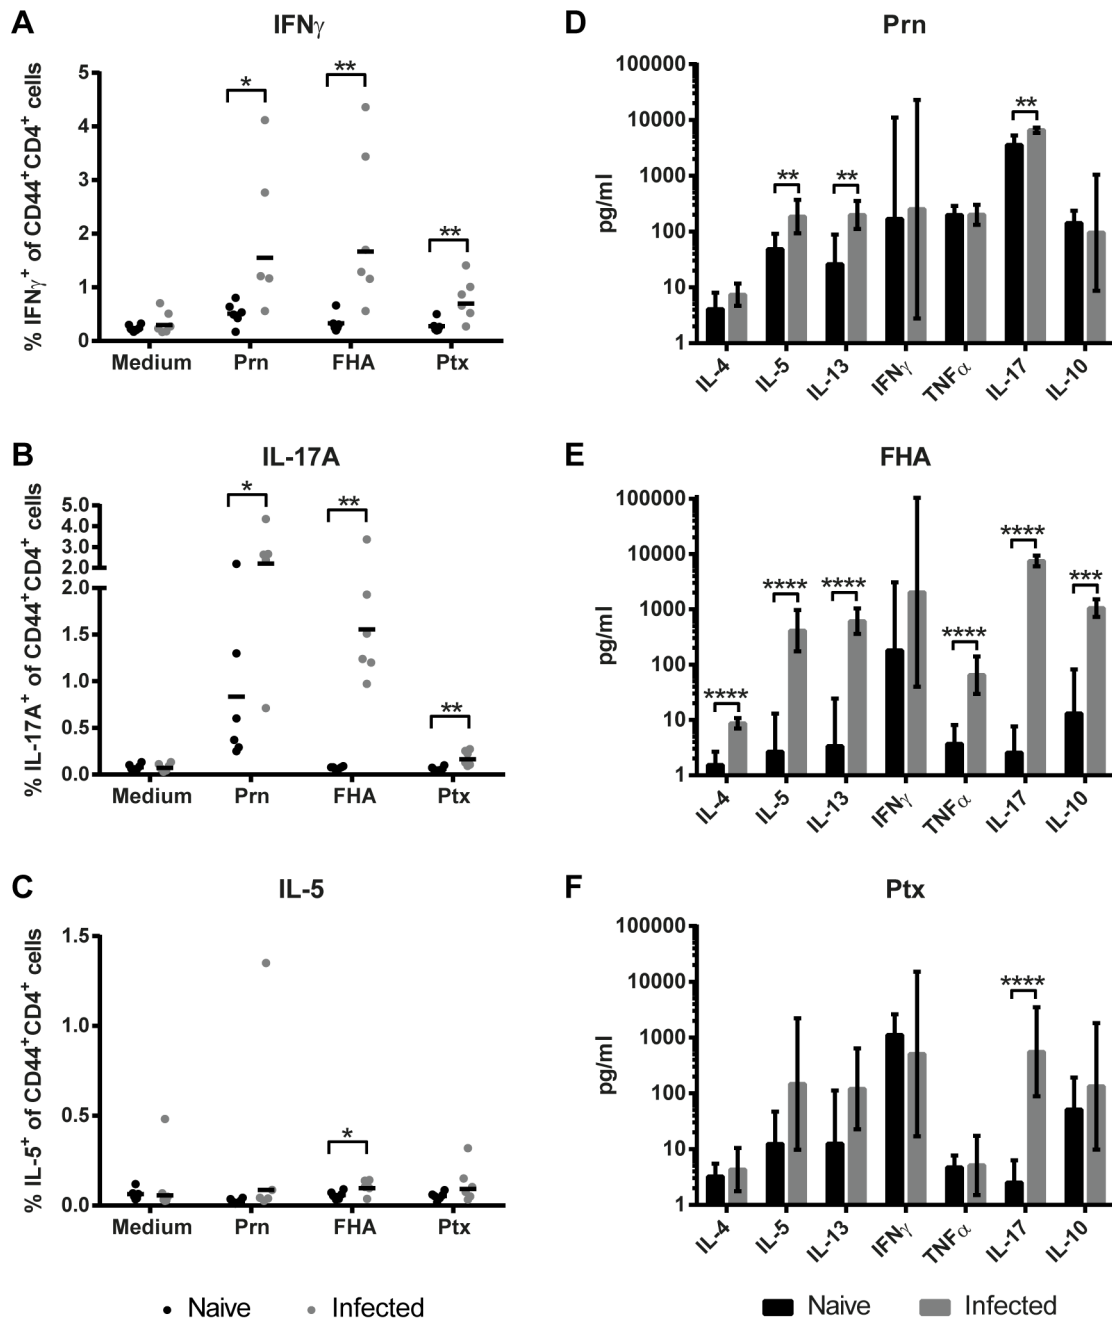 A
IFNγ
% IFNγ+ of CD44+CD4+ cells
5
4
3
2
1
0
*
**
**
Medium Prn FHA Ptx
B
IL-17A
% IL-17A+ of CD44+CD4+ cells
5.0
4.0
3.0
2.0
2.0
1.5
1.0
0.5
0.0
*
**
**
Medium Prn FHA Ptx
C
IL-5
% IL-5+ of CD44+CD4+ cells
1.5
1.0
0.5
0.0
*
Medium Prn FHA Ptx
Naive Infected
D
Prn
pg/ml
100000
10000
1000
100
10
1
**
**
**
IL-4 IL-5 IL-13 IFNγ TNFα IL-17 IL-10
E
FHA
pg/ml
100000
10000
1000
100
10
1
****
****
****
****
****
***
IL-4 IL-5 IL-13 IFNγ TNFα IL-17 IL-10
F
Ptx
pg/ml
100000
10000
1000
100
10
1
****
IL-4 IL-5 IL-13 IFNγ TNFα IL-17 IL-10
Naive Infected